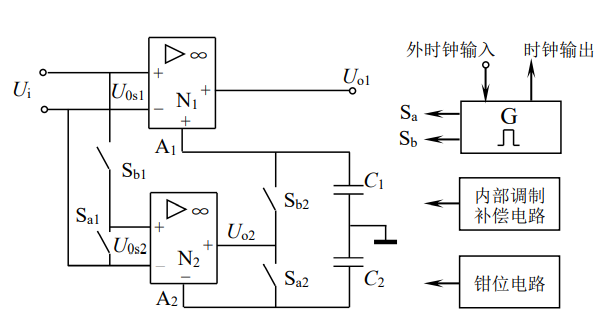 外时钟输入 时钟输出
▷ ∞
Ui
+
U0s1
−
N1
+
+
Uo1
A1
Sa
Sb
G
Sb1
Sb2
C1
内部调制
补偿电路
▷ ∞
Sa1
+
U0s2
−
N2
+
−
Uo2
A2
Sa2
C2
钳位电路